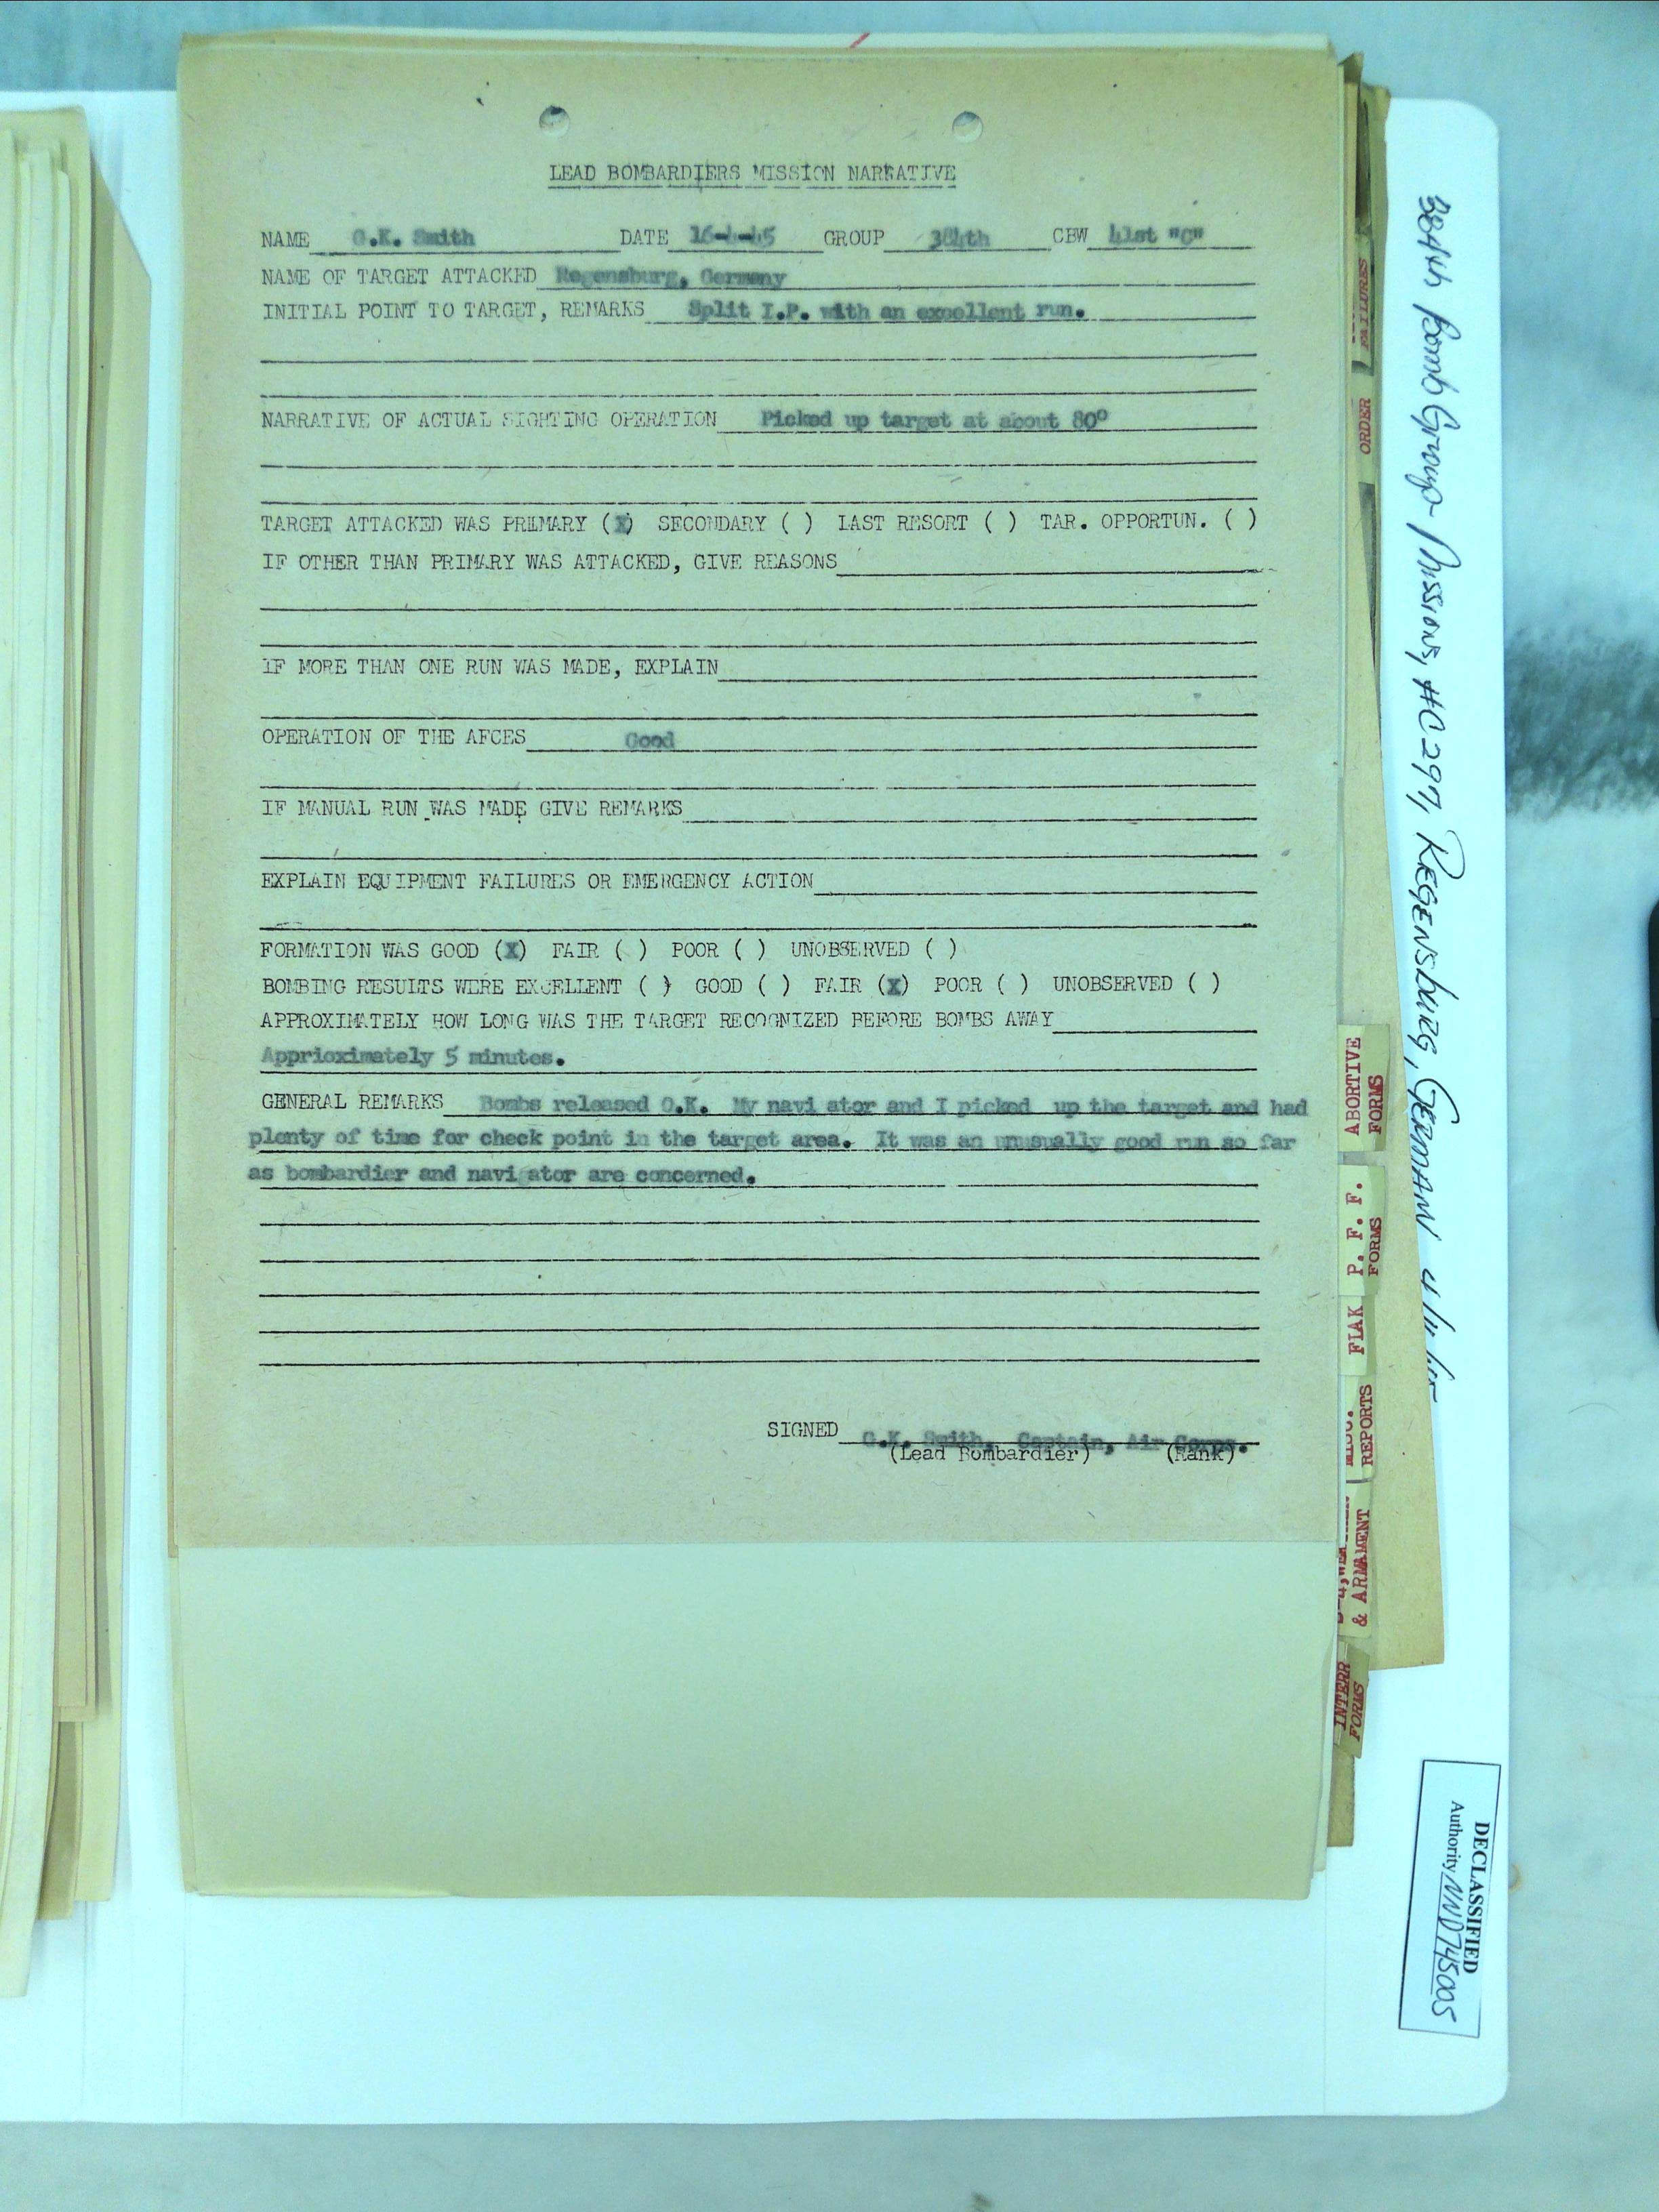 LEAD BOMBARDIERS MISSION NARRATIVE
NAME G.K. Smith DATE 16-4-45 GROUP 384th CBW 41st "C"
NAME OF TARGET ATTACKED Regensburg, Germany
INITIAL POINT TO TARGET, REMARKS Split I.P. with an excellent run.
NARRATIVE OF ACTUAL SIGHTING OPERATION Picked up target at about 80°
TARGET ATTACKED WAS PRIMARY (X) SECONDARY ( ) LAST RESORT ( ) TAR. OPPORTUN. ( )
IF OTHER THAN PRIMARY WAS ATTACKED, GIVE REASONS
IF MORE THAN ONE RUN WAS MADE, EXPLAIN
OPERATION OF THE AFCES Good
IF MANUAL RUN WAS MADE GIVE REMARKS
EXPLAIN EQUIPMENT FAILURES OR EMERGENCY ACTION
FORMATION WAS GOOD (X) FAIR ( ) POOR ( ) UNOBSERVED ( )
BOMBING RESULTS WERE EXCELLENT ( ) GOOD ( ) FAIR (X) POOR ( ) UNOBSERVED ( )
APPROXIMATELY HOW LONG WAS THE TARGET RECOGNIZED BEFORE BOMBS AWAY
Apprioximately 5 minutes.
GENERAL REMARKS Bombs released O.K. My navi ator and I picked up the target and had
plenty of time for check point in the target area. It was an unusually good run so far
as bombardier and navigator are concerned.
SIGNED G.K. Smith, Captain, Air Corps.
(Lead Bombardier) (Rank)
FAILURES
ORDER
ABORTIVE
FORMS
P. F. F.
FORMS
FLAK
REPORTS
& ARMAMENT
INTERR
FORMS
384th Bomb Group Mission, #C 297, REGENSBURG, GERMANY
DECLASSIFIED
Authority NND745005